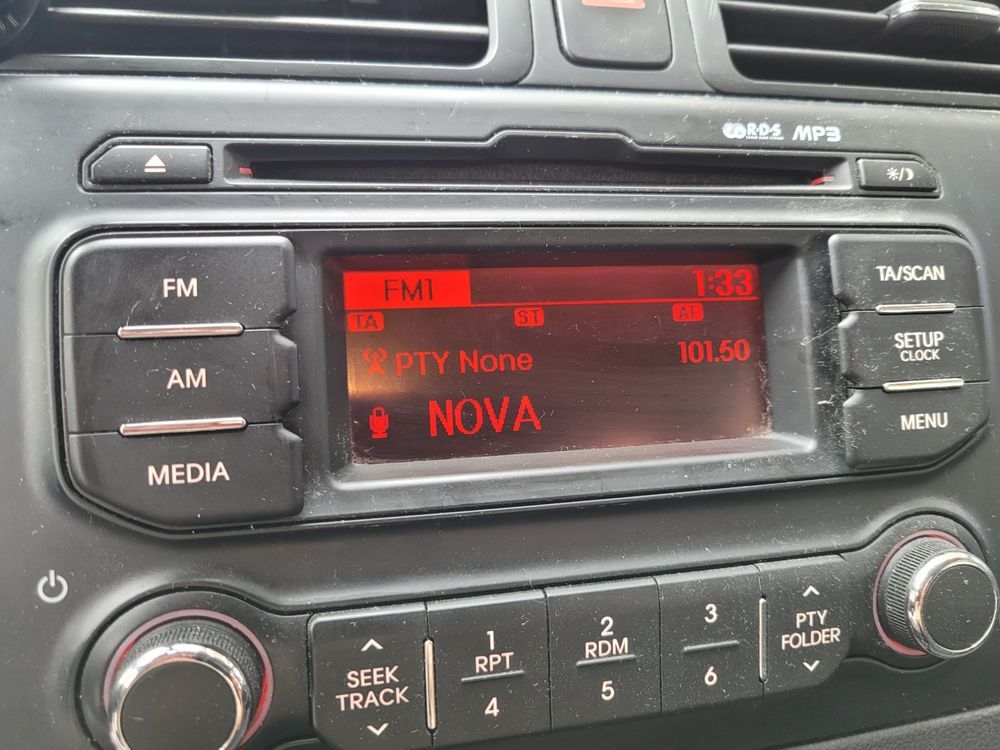 R·D·S MP3
FM1 1:33
TA ST AF
PTY None 101.50
NOVA
FM
AM
MEDIA
TA/SCAN
SETUP
CLOCK
MENU
SEEK
TRACK
1
RPT
4
2
RDM
5
3
6
PTY
FOLDER